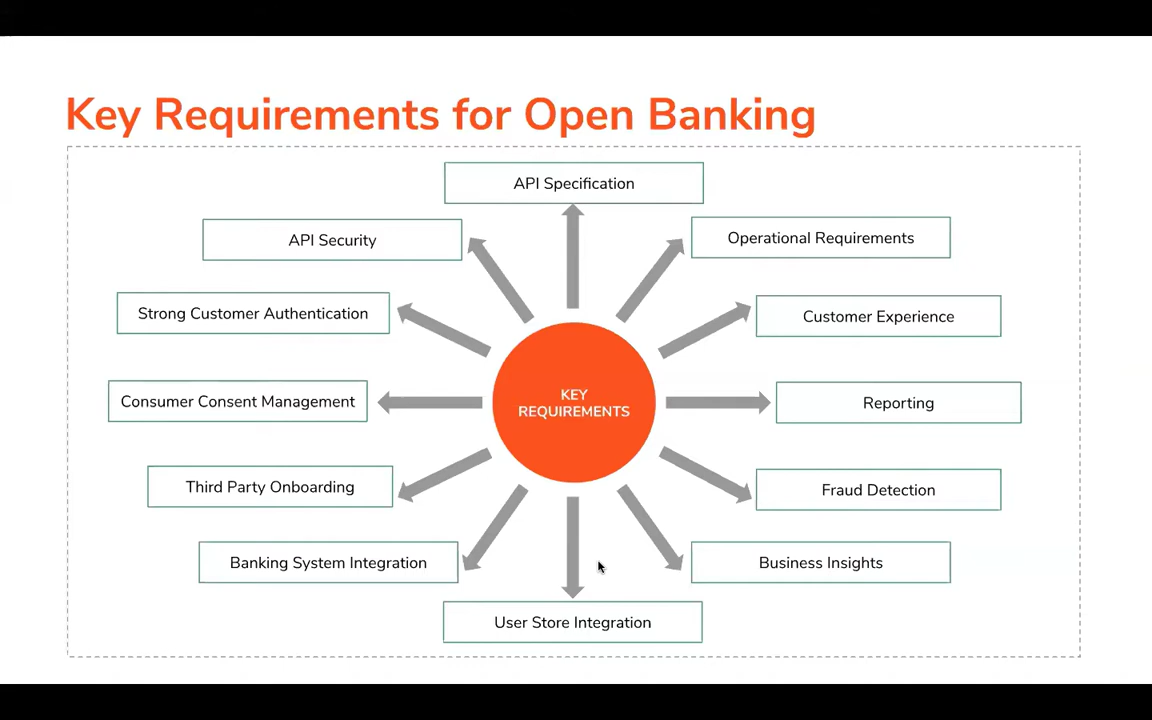 Key Requirements for Open Banking
API Specification
API Security
Operational Requirements
Strong Customer Authentication
Customer Experience
KEY
REQUIREMENTS
Consumer Consent Management
Reporting
Third Party Onboarding
Fraud Detection
Banking System Integration
Business Insights
User Store Integration